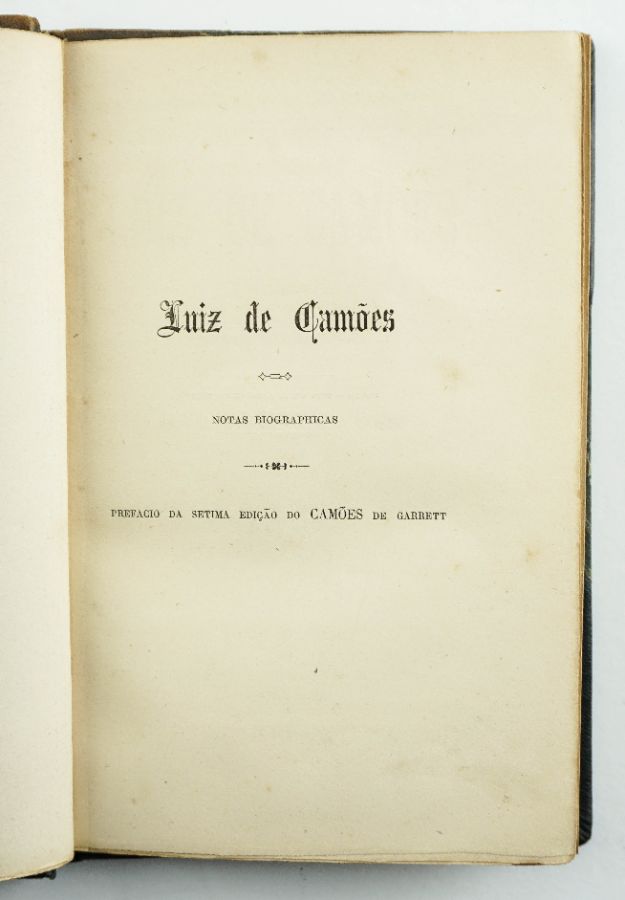 Luiz de Camões
NOTAS BIOGRAPHICAS
PREFACIO DA SETIMA EDIÇÃO DO CAMÕES DE GARRETT